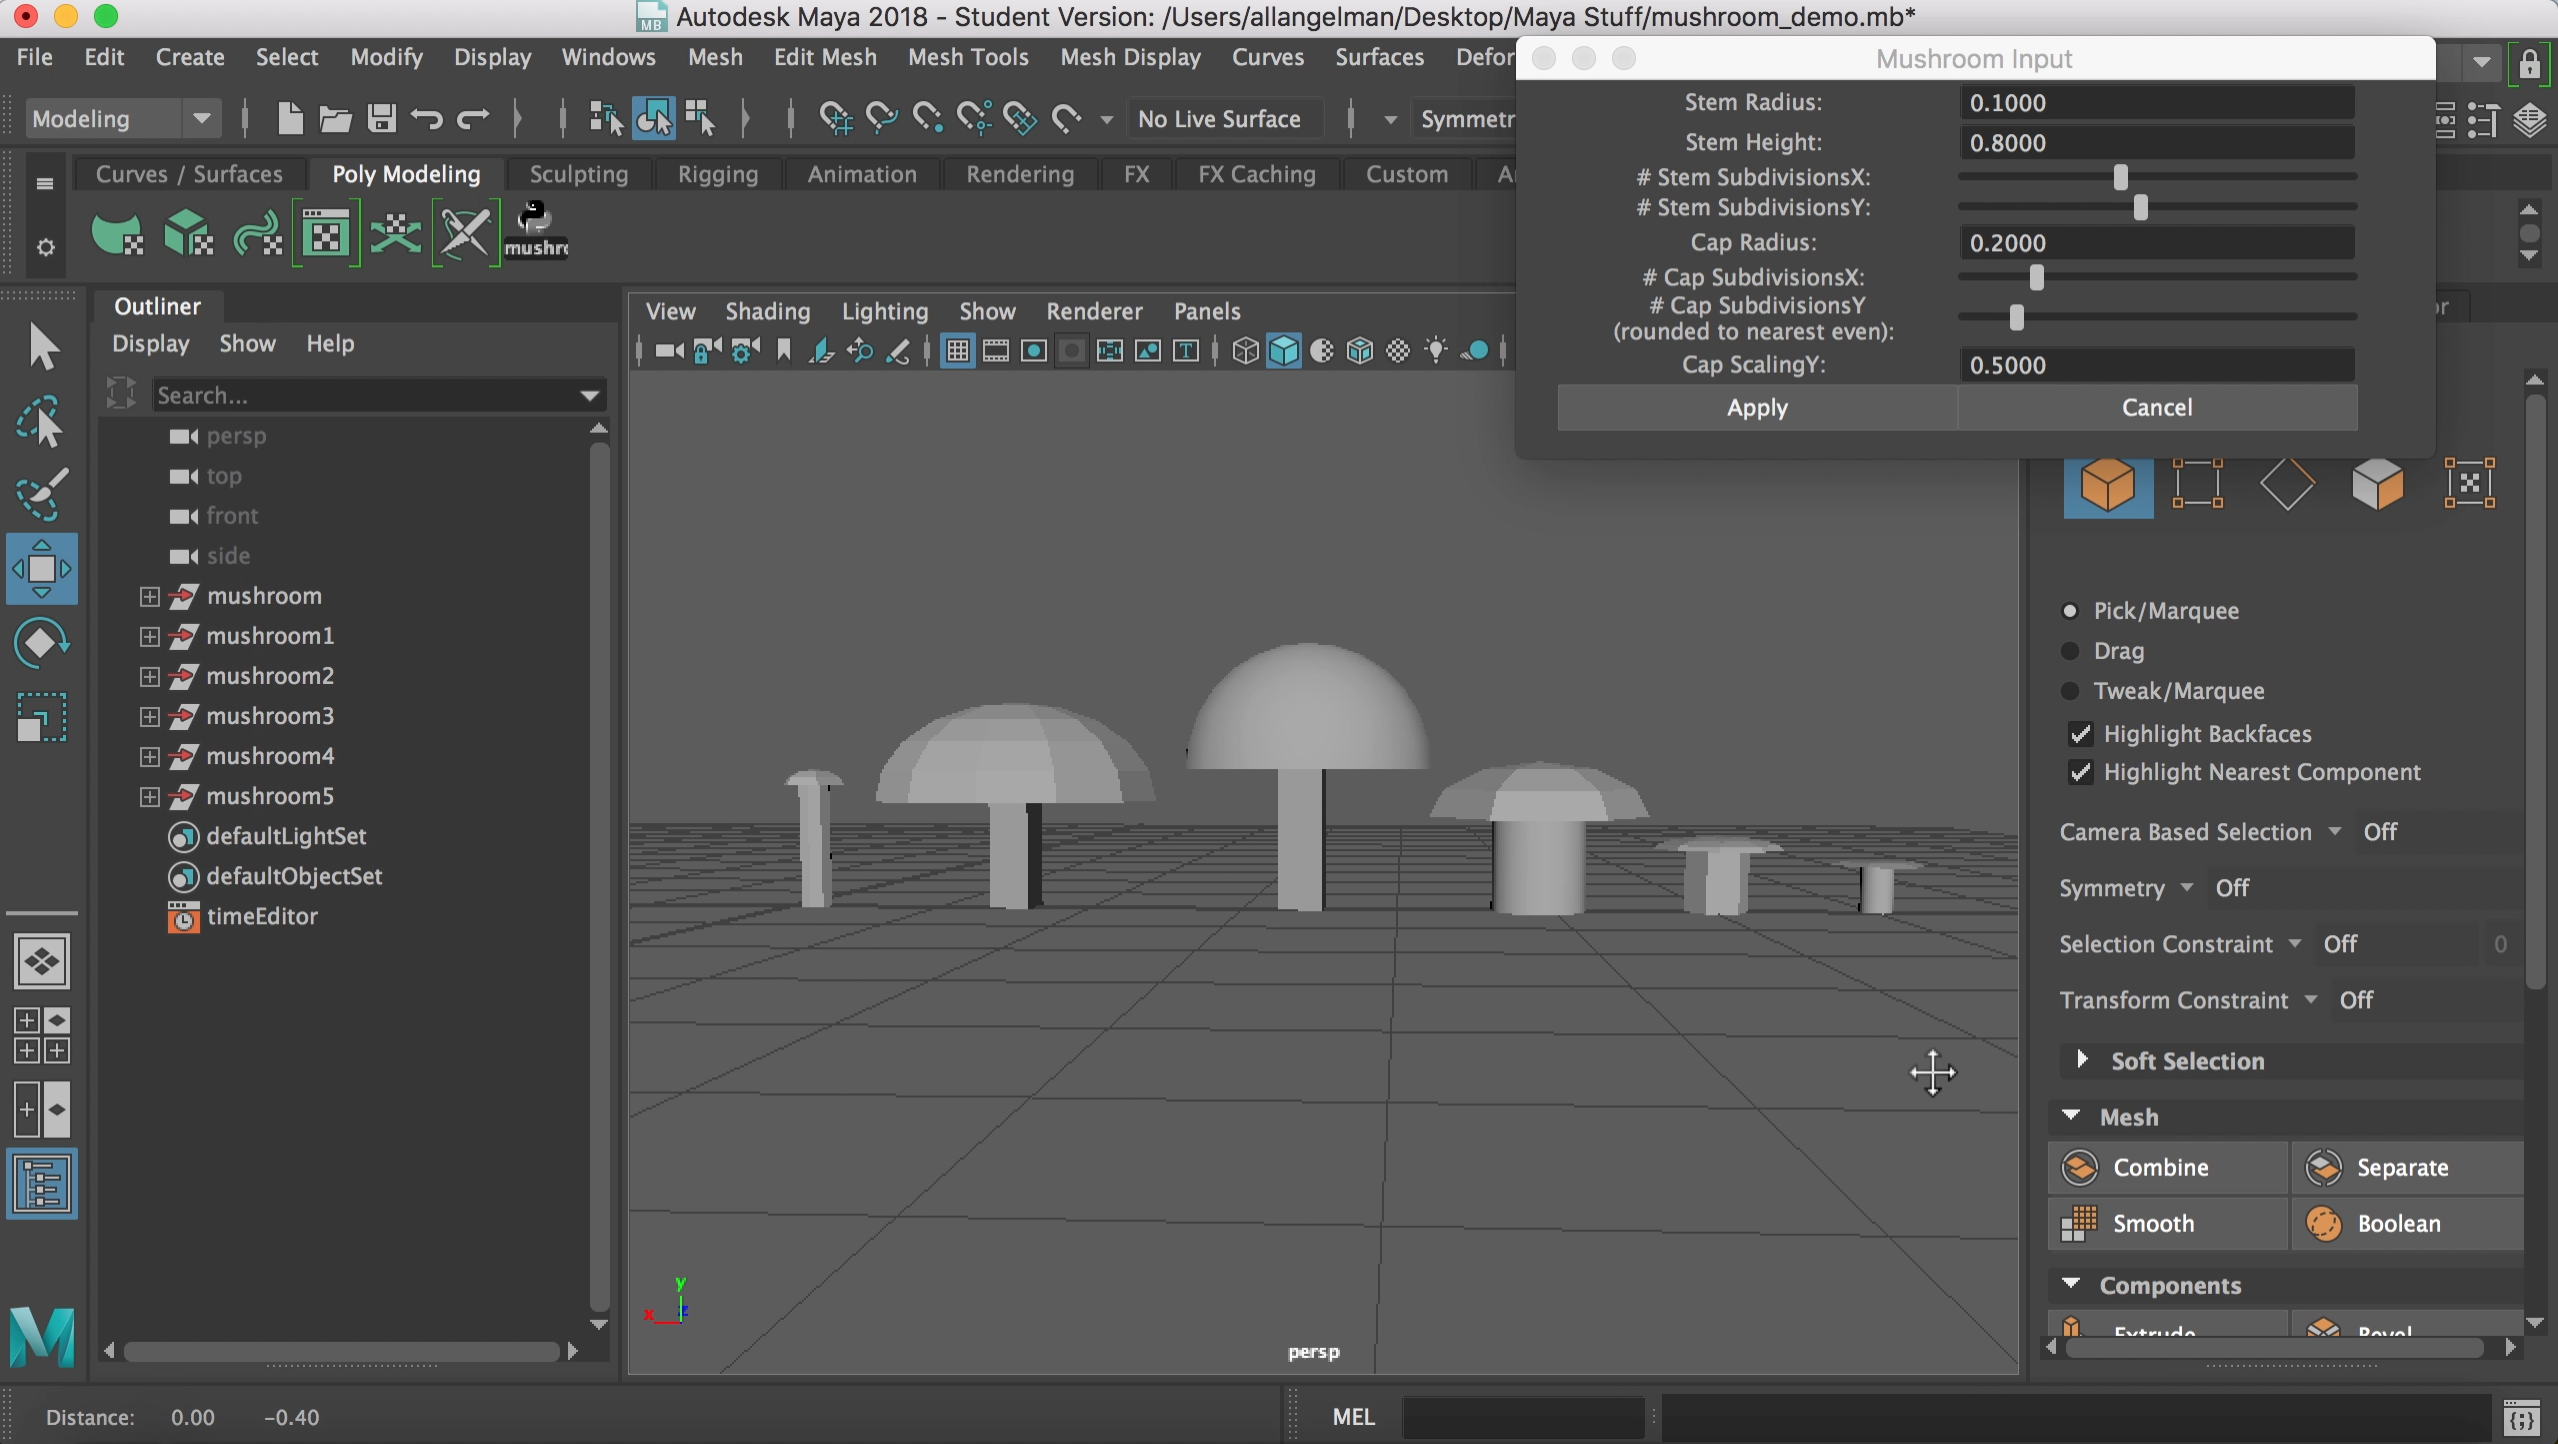 Autodesk Maya 2018 - Student Version: /Users/allangelman/Desktop/Maya Stuff/mushroom_demo.mb*
MB
File Edit Create Select Modify Display Windows Mesh Edit Mesh Mesh Tools Mesh Display Curves Surfaces Defor
Modeling
No Live Surface
Symmetr
Curves / Surfaces Poly Modeling Sculpting Rigging Animation Rendering FX FX Caching Custom
mushr
Mushroom Input
Stem Radius: 0.1000
Stem Height: 0.8000
# Stem SubdivisionsX:
# Stem SubdivisionsY:
Cap Radius: 0.2000
# Cap SubdivisionsX:
# Cap SubdivisionsY
(rounded to nearest even):
Cap ScalingY: 0.5000
Apply Cancel
Outliner
Display Show Help
Search...
persp
top
front
side
mushroom
mushroom1
mushroom2
mushroom3
mushroom4
mushroom5
defaultLightSet
defaultObjectSet
timeEditor
View Shading Lighting Show Renderer Panels
y
x z
persp
Pick/Marquee
Drag
Tweak/Marquee
Highlight Backfaces
Highlight Nearest Component
Camera Based Selection Off
Symmetry Off
Selection Constraint Off 0
Transform Constraint Off
Soft Selection
Mesh
Combine Separate
Smooth Boolean
Components
Extrude Bevel
Distance: 0.00 -0.40
MEL